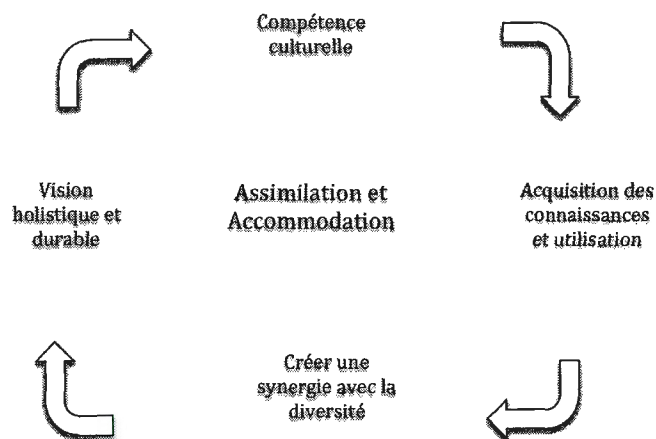 Compétence
culturelle
Vision
holistique et
durable
Assimilation et
Accommodation
Acquisition des
connaissances
et utilisation
Créer une
synergie avec la
diversité